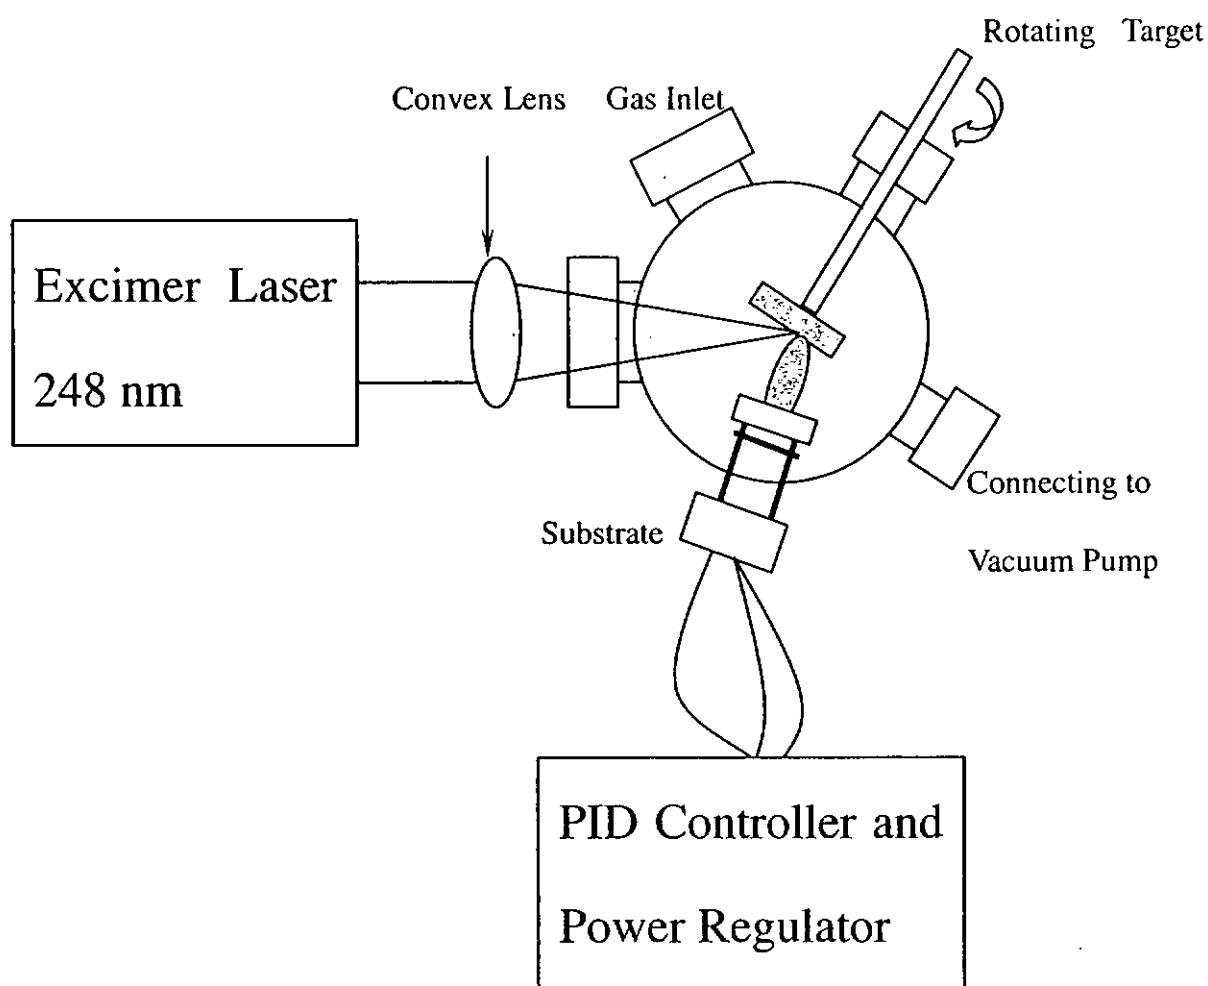 Rotating Target
Convex Lens
Gas Inlet
Excimer Laser
248 nm
Connecting to
Vacuum Pump
Substrate
PID Controller and
Power Regulator